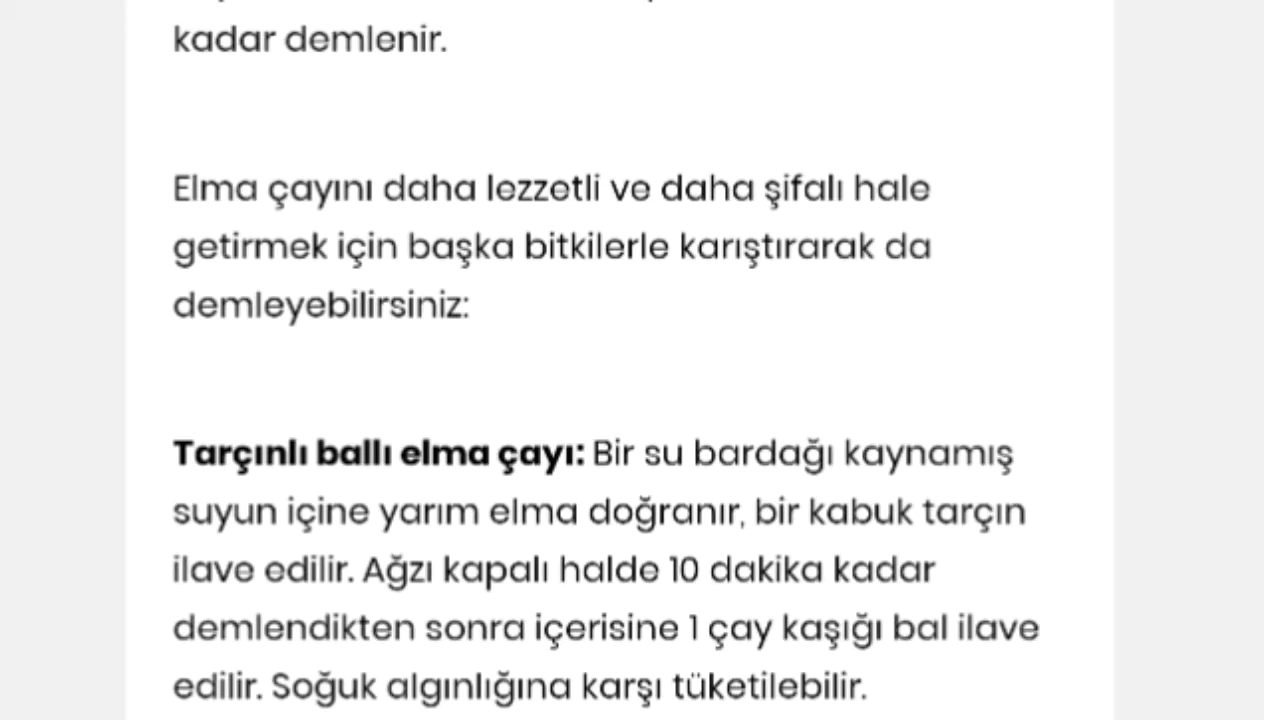 kadar demlenir.
Elma çayını daha lezzetli ve daha şifalı hale
getirmek için başka bitkilerle karıştırarak da
demleyebilirsiniz:
Tarçınlı ballı elma çayı: Bir su bardağı kaynamış
suyun içine yarım elma doğranır, bir kabuk tarçın
ilave edilir. Ağzı kapalı halde 10 dakika kadar
demlendikten sonra içerisine 1 çay kaşığı bal ilave
edilir. Soğuk algınlığına karşı tüketilebilir.